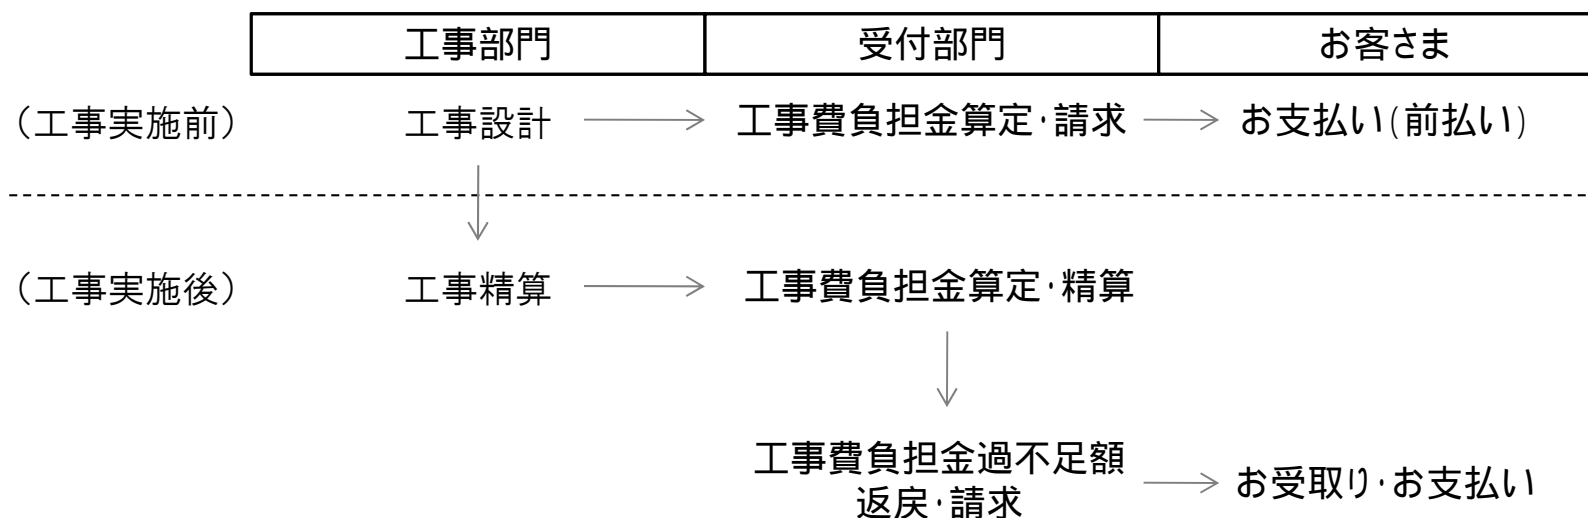 工事部門 受付部門 お客さま
（工事実施前） 工事設計 工事費負担金算定・請求 お支払い(前払い)
（工事実施後） 工事精算 工事費負担金算定・精算
工事費負担金過不足額
返戻・請求 お受取り・お支払い